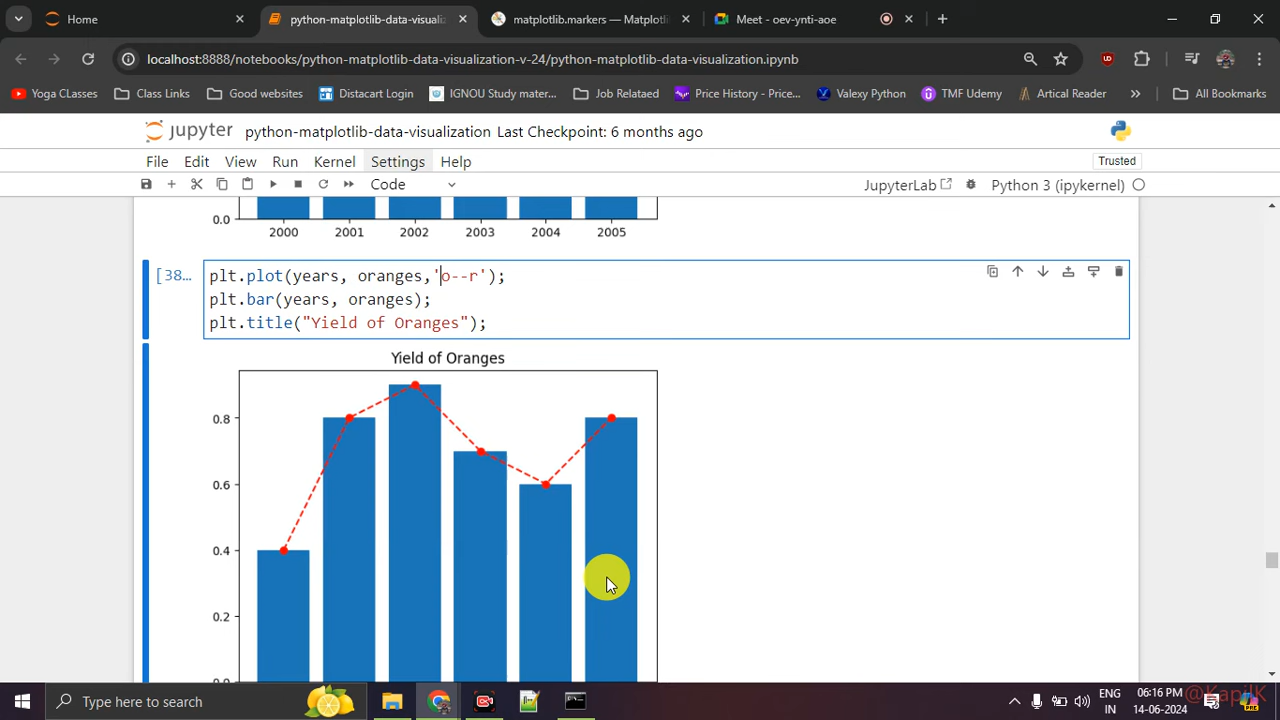 Home
python-matplotlib-data-visuali
matplotlib.markers — Matplotl
Meet - oev-ynti-aoe
localhost:8888/notebooks/python-matplotlib-data-visualization-v-24/python-matplotlib-data-visualization.ipynb
Yoga CLasses
Class Links
Good websites
Distacart Login
IGNOU Study mater...
Job Relataed
Price History - Price...
Valexy Python
TMF Udemy
Artical Reader
All Bookmarks
jupyter python-matplotlib-data-visualization Last Checkpoint: 6 months ago
File Edit View Run Kernel Settings Help
Trusted
Code
JupyterLab
Python 3 (ipykernel)
0.0
2000 2001 2002 2003 2004 2005
[38...
plt.plot(years, oranges,'o--r');
plt.bar(years, oranges);
plt.title("Yield of Oranges");
Yield of Oranges
0.8
0.6
0.4
0.2
0.0
Type here to search
ENG
IN
06:16 PM
14-06-2024
@KapilK
PRE